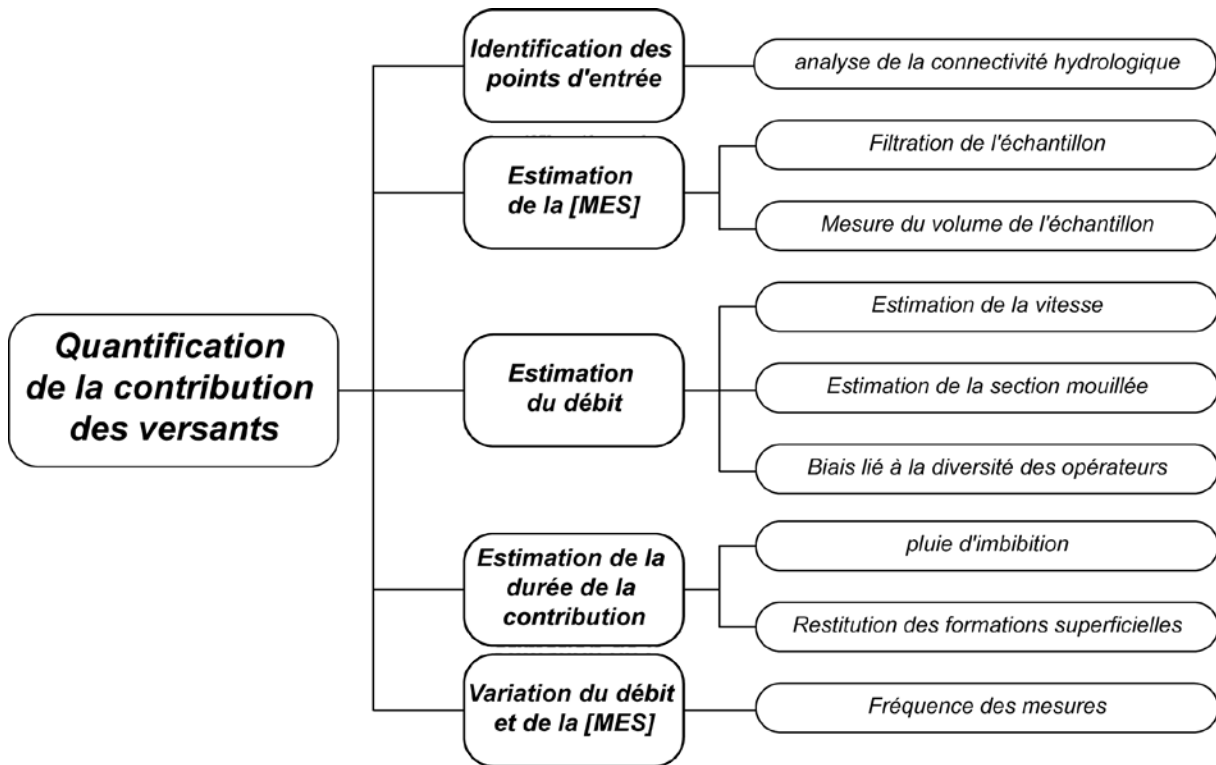 Identification des
points d'entrée
analyse de la connectivité hydrologique
Estimation
de la [MES]
Filtration de l'échantillon
Mesure du volume de l'échantillon
Quantification
de la contribution
des versants
Estimation
du débit
Estimation de la vitesse
Estimation de la section mouillée
Biais lié à la diversité des opérateurs
Estimation de la
durée de la
contribution
pluie d'imbibition
Restitution des formations superficielles
Variation du débit
et de la [MES]
Fréquence des mesures